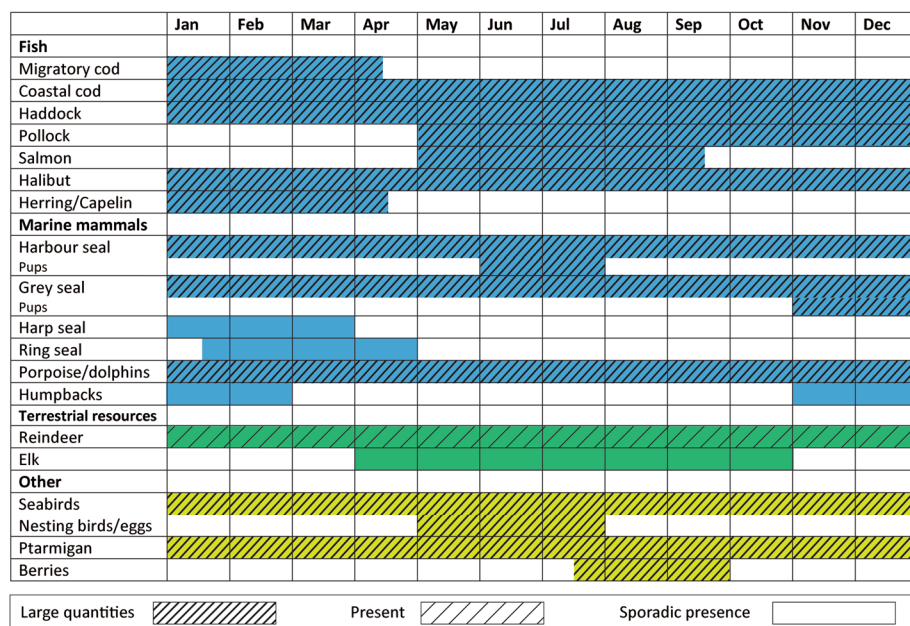 Jan Feb Mar Apr May Jun Jul Aug Sep Oct Nov Dec
Fish
Migratory cod
Coastal cod
Haddock
Pollock
Salmon
Halibut
Herring/Capelin
Marine mammals
Harbour seal
Pups
Grey seal
Pups
Harp seal
Ring seal
Porpoise/dolphins
Humpbacks
Terrestrial resources
Reindeer
Elk
Other
Seabirds
Nesting birds/eggs
Ptarmigan
Berries
Large quantities Present Sporadic presence